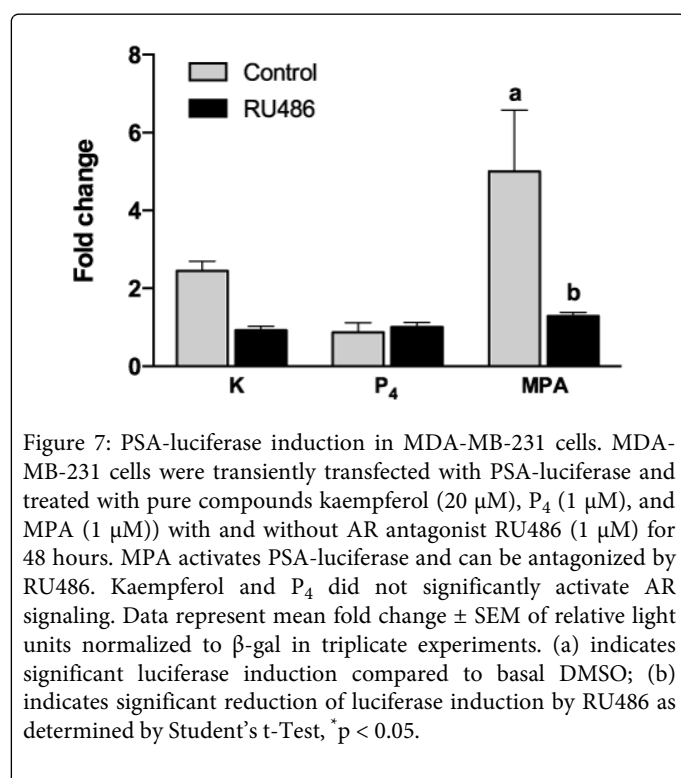 8
6
4
2
0
Fold change
Control
RU486
a
b
K
P₄
MPA
Figure 7: PSA-luciferase induction in MDA-MB-231 cells. MDA-
MB-231 cells were transiently transfected with PSA-luciferase and
treated with pure compounds kaempferol (20 μM), P₄ (1 μM), and
MPA (1 μM)) with and without AR antagonist RU486 (1 μM) for
48 hours. MPA activates PSA-luciferase and can be antagonized by
RU486. Kaempferol and P₄ did not significantly activate AR
signaling. Data represent mean fold change ± SEM of relative light
units normalized to β-gal in triplicate experiments. (a) indicates
significant luciferase induction compared to basal DMSO; (b)
indicates significant reduction of luciferase induction by RU486 as
determined by Student's t-Test, *p < 0.05.